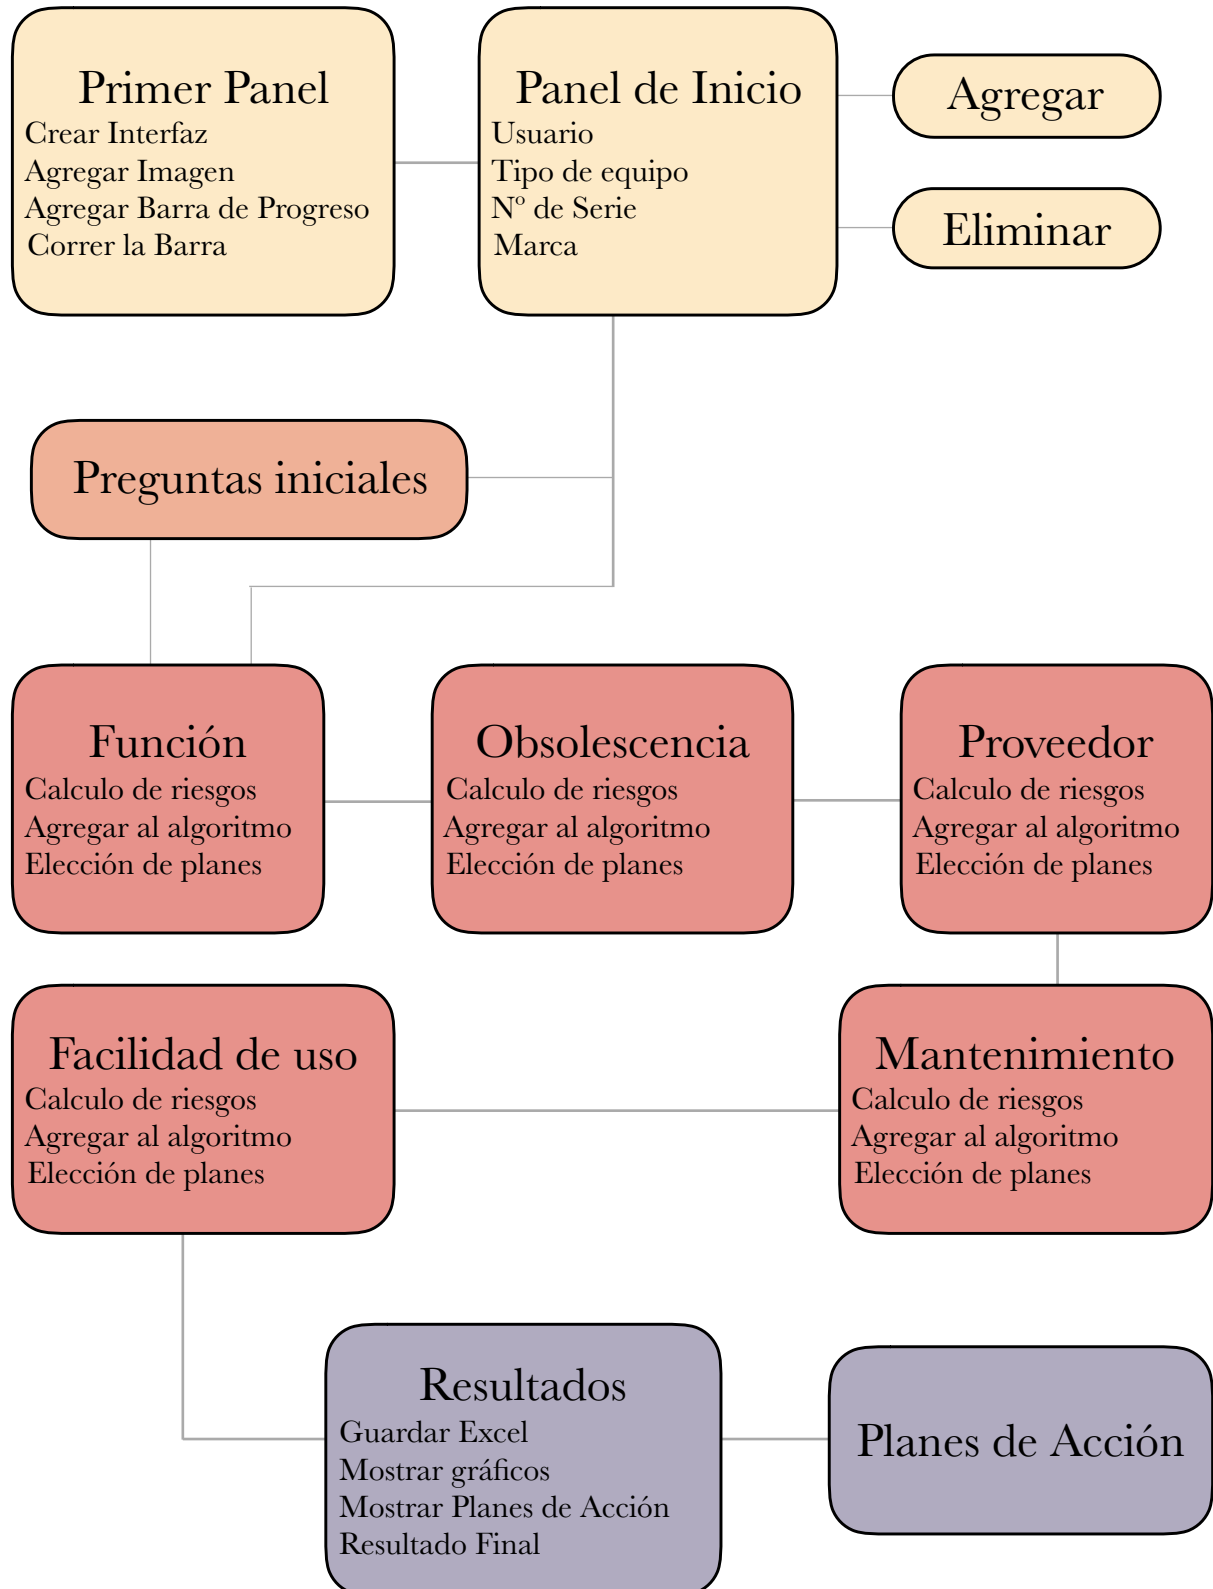 Primer Panel
Crear Interfaz
Agregar Imagen
Agregar Barra de Progreso
Correr la Barra
Panel de Inicio
Usuario
Tipo de equipo
Nº de Serie
Marca
Agregar
Eliminar
Preguntas iniciales
Función
Calculo de riesgos
Agregar al algoritmo
Elección de planes
Obsolescencia
Calculo de riesgos
Agregar al algoritmo
Elección de planes
Proveedor
Calculo de riesgos
Agregar al algoritmo
Elección de planes
Facilidad de uso
Calculo de riesgos
Agregar al algoritmo
Elección de planes
Mantenimiento
Calculo de riesgos
Agregar al algoritmo
Elección de planes
Resultados
Guardar Excel
Mostrar gráficos
Mostrar Planes de Acción
Resultado Final
Planes de Acción